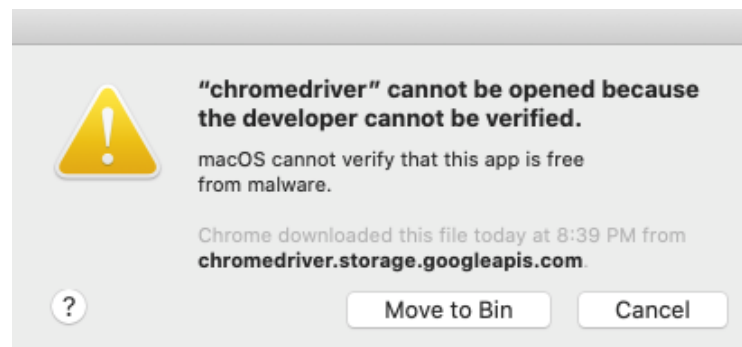 “chromedriver” cannot be opened because
the developer cannot be verified.
macOS cannot verify that this app is free
from malware.
Chrome downloaded this file today at 8:39 PM from
chromedriver.storage.googleapis.com.
?
Move to Bin
Cancel